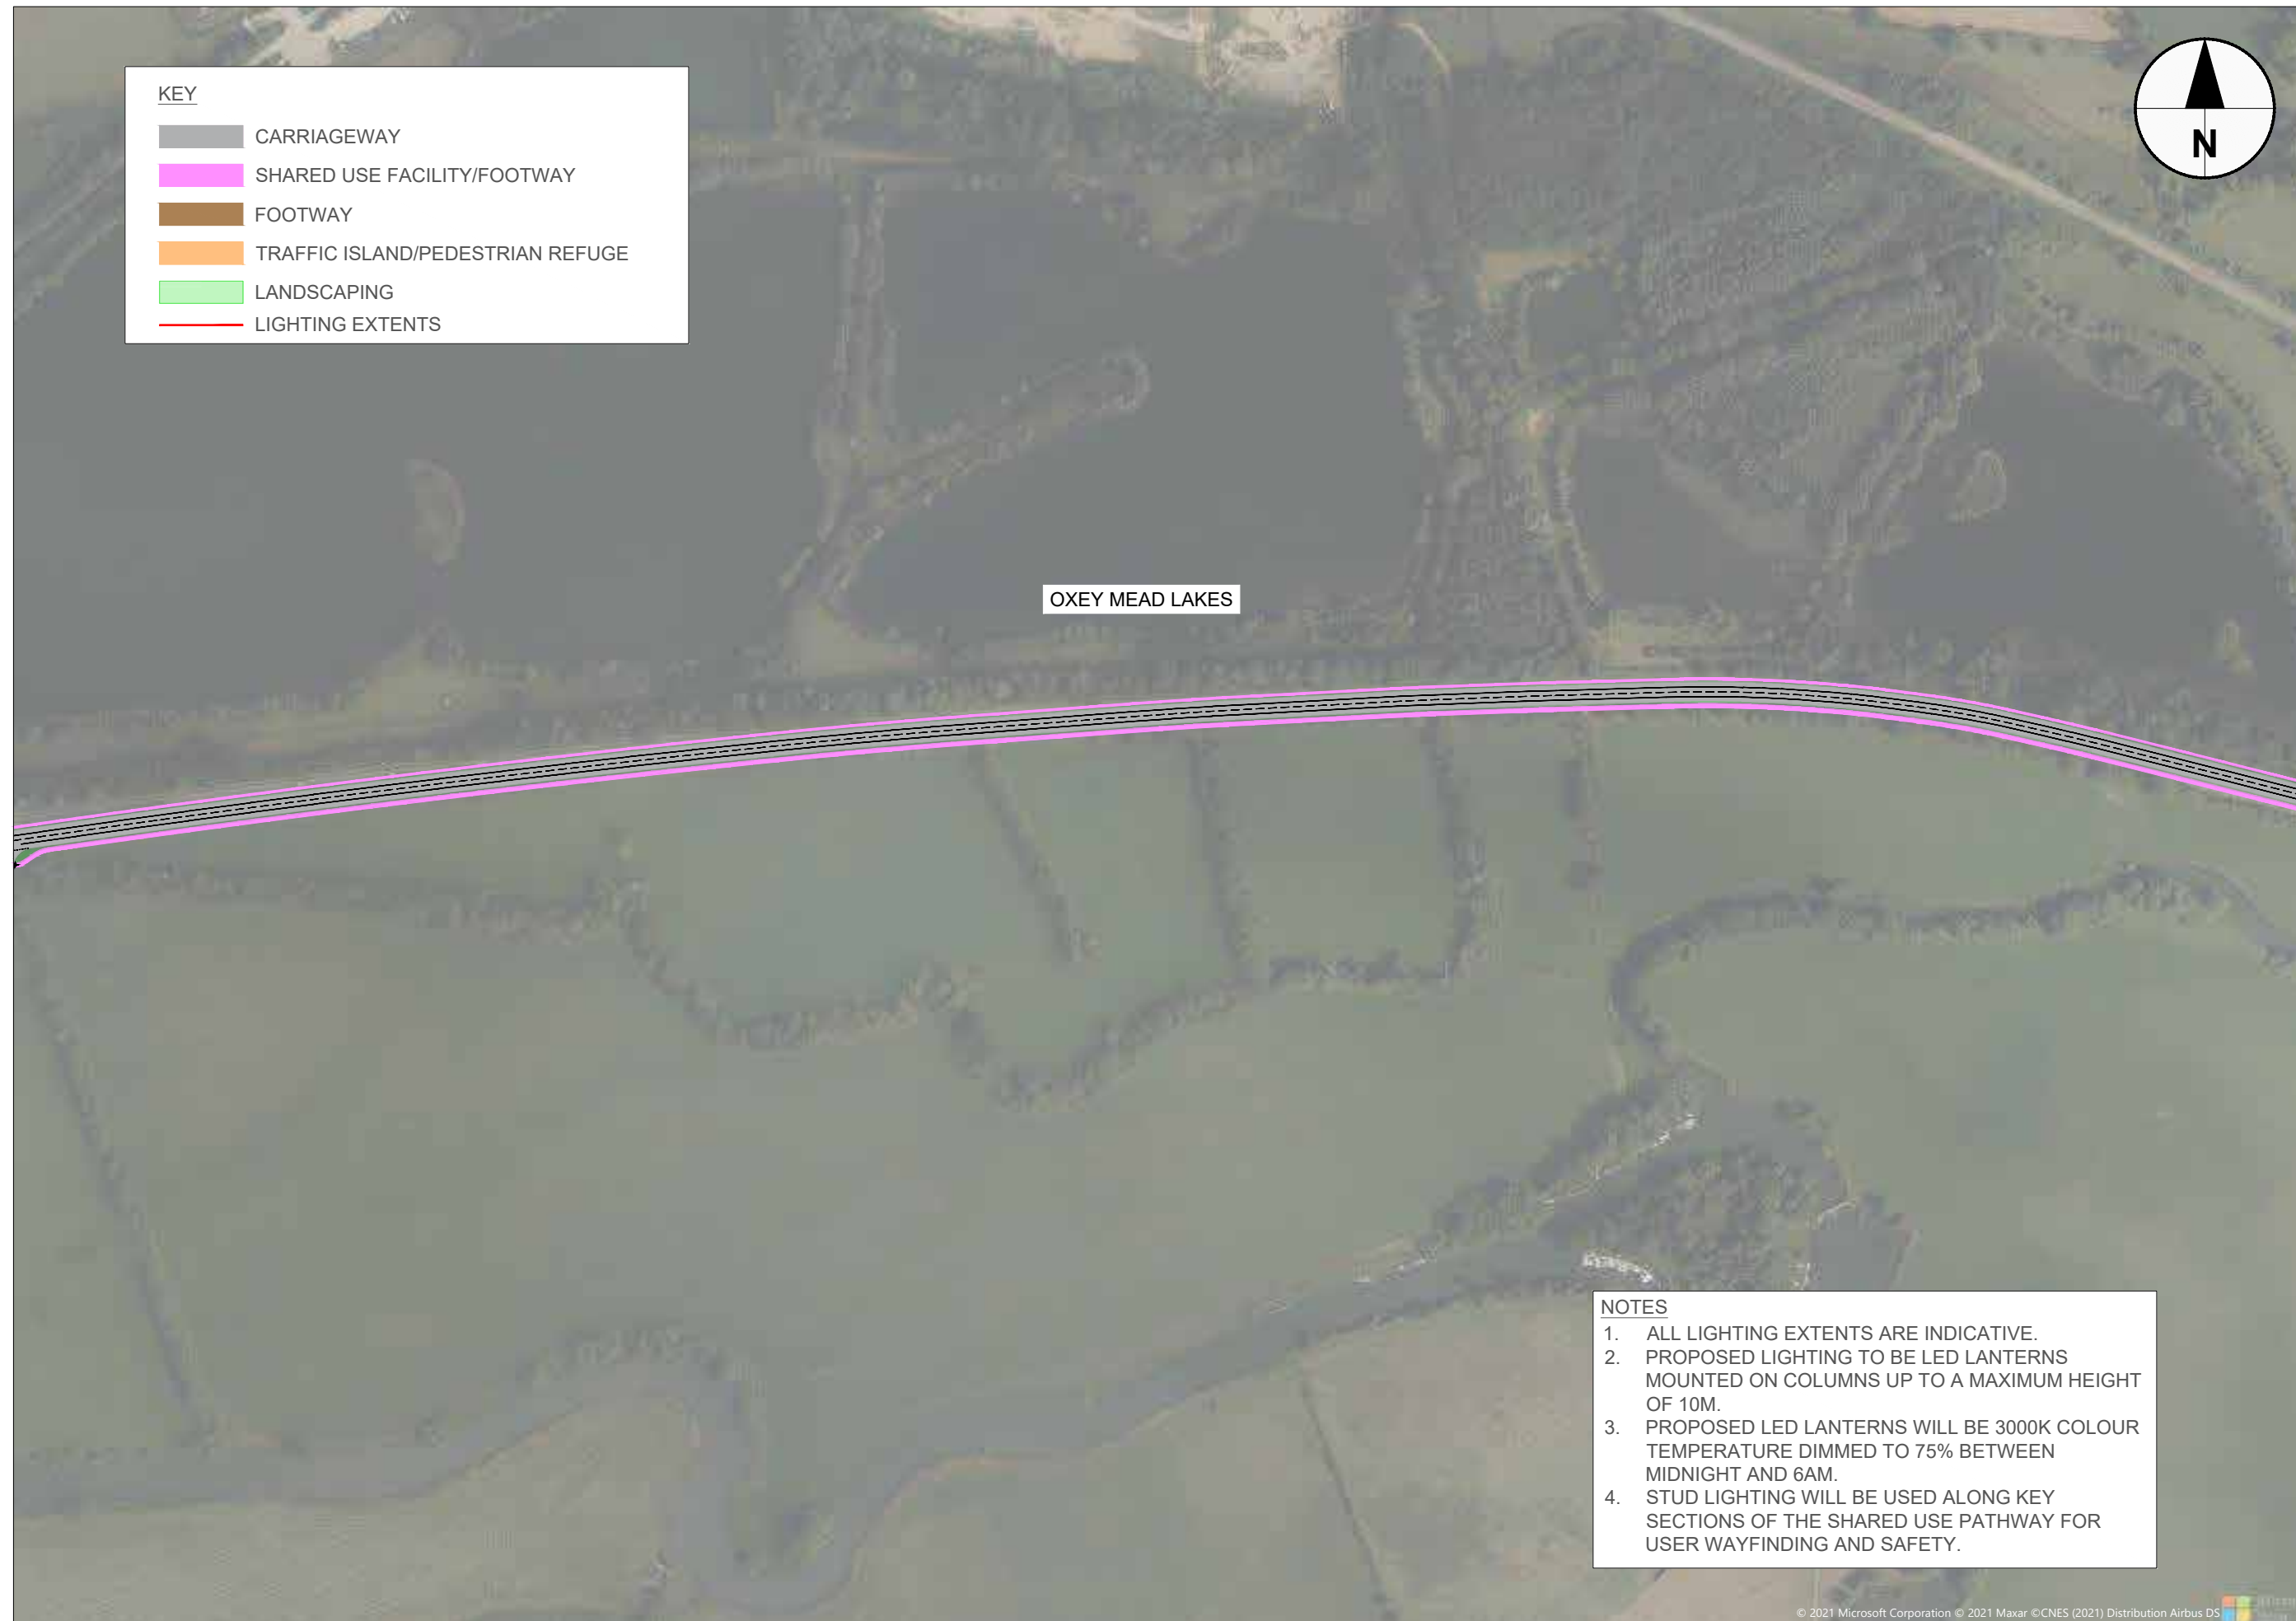 KEY
CARRIAGEWAY
SHARED USE FACILITY/FOOTWAY
FOOTWAY
TRAFFIC ISLAND/PEDESTRIAN REFUGE
LANDSCAPING
LIGHTING EXTENTS
N
OXEY MEAD LAKES
NOTES
1. ALL LIGHTING EXTENTS ARE INDICATIVE.
2. PROPOSED LIGHTING TO BE LED LANTERNS
MOUNTED ON COLUMNS UP TO A MAXIMUM HEIGHT
OF 10M.
3. PROPOSED LED LANTERNS WILL BE 3000K COLOUR
TEMPERATURE DIMMED TO 75% BETWEEN
MIDNIGHT AND 6AM.
4. STUD LIGHTING WILL BE USED ALONG KEY
SECTIONS OF THE SHARED USE PATHWAY FOR
USER WAYFINDING AND SAFETY.
© 2021 Microsoft Corporation © 2021 Maxar ©CNES (2021) Distribution Airbus DS